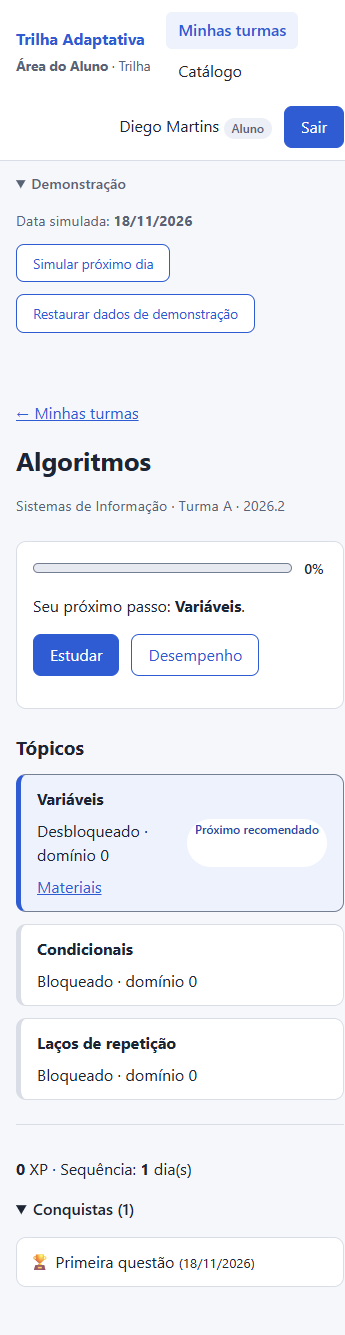 Trilha Adaptativa
Área do Aluno · Trilha
Minhas turmas
Catálogo
Diego Martins Aluno
Sair
▼ Demonstração
Data simulada: 18/11/2026
Simular próximo dia
Restaurar dados de demonstração
← Minhas turmas
Algoritmos
Sistemas de Informação · Turma A · 2026.2
0%
Seu próximo passo: Variáveis.
Estudar
Desempenho
Tópicos
Variáveis
Desbloqueado ·
domínio 0
Próximo recomendado
Materiais
Condicionais
Bloqueado · domínio 0
Laços de repetição
Bloqueado · domínio 0
0 XP · Sequência: 1 dia(s)
▼ Conquistas (1)
🏆 Primeira questão (18/11/2026)